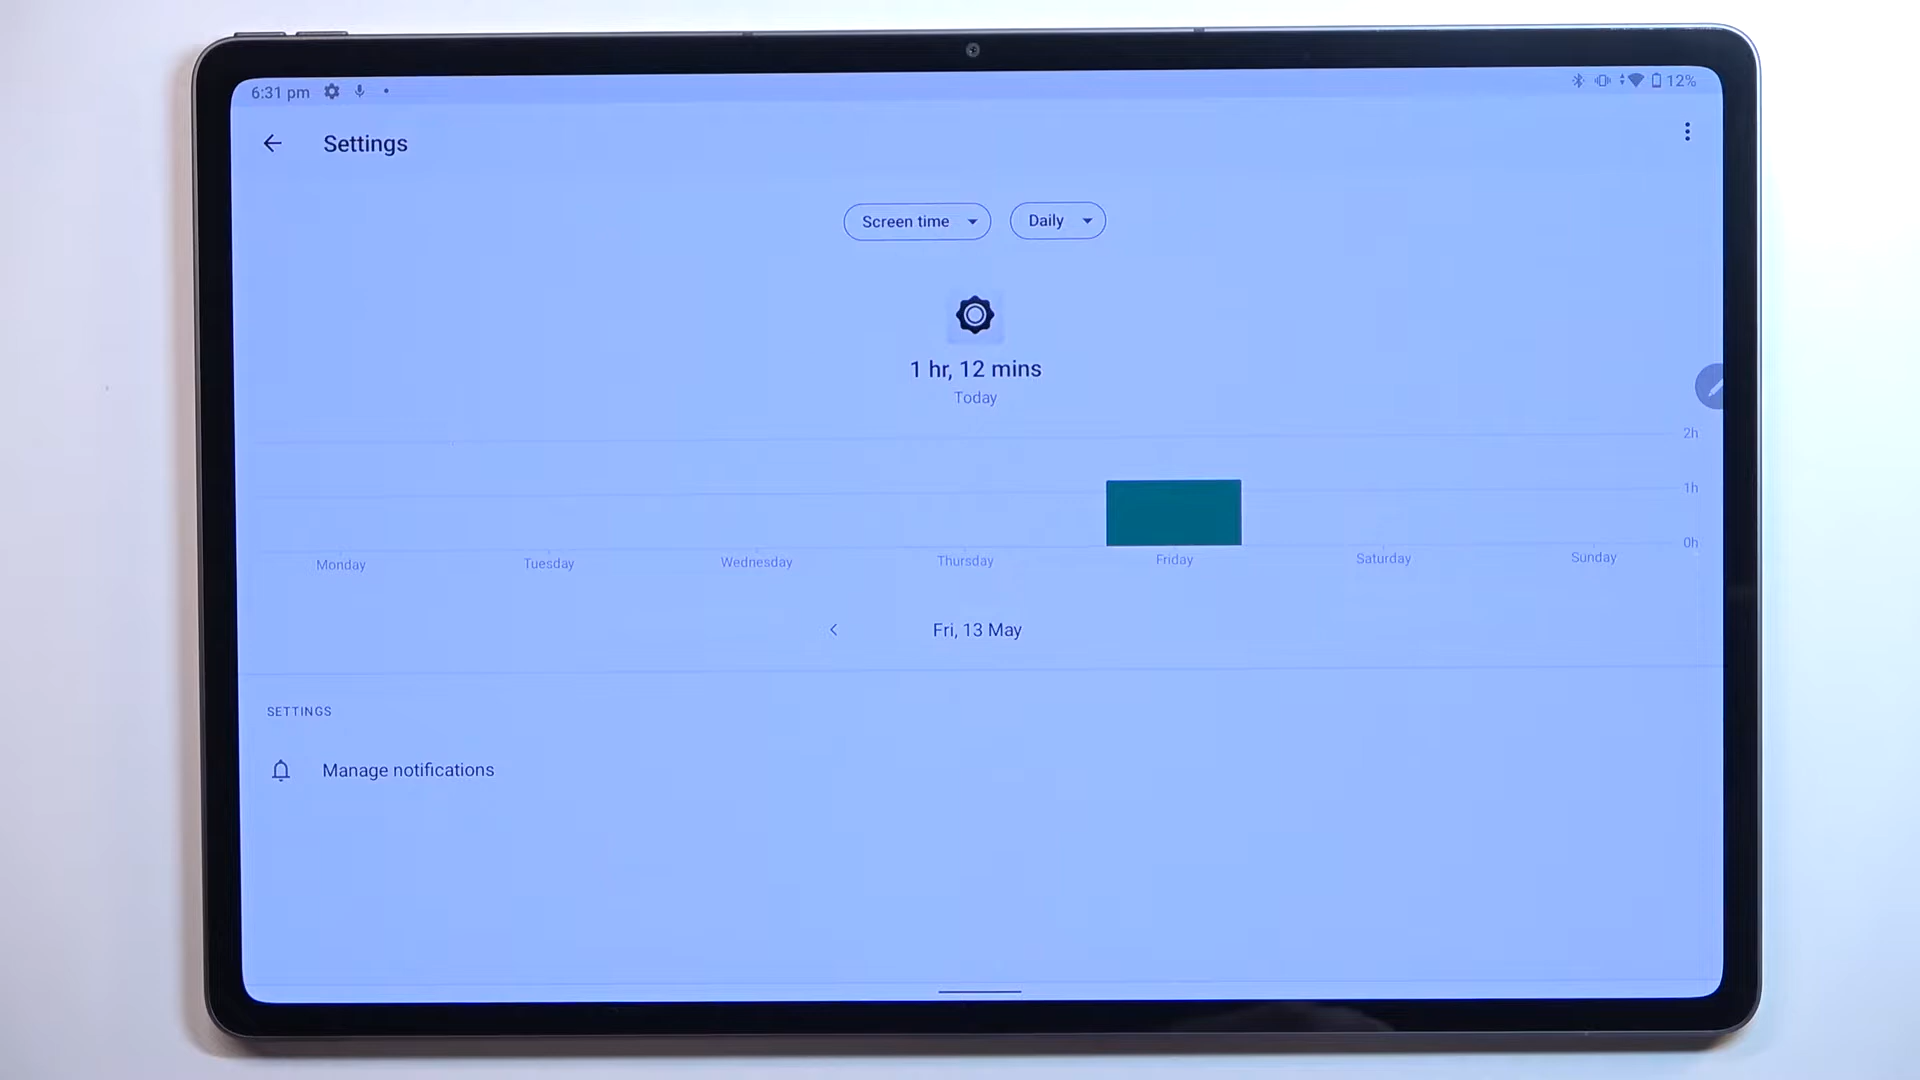 6:31 pm
12%
Settings
Screen time
Daily
1 hr, 12 mins
Today
2h
1h
0h
Monday
Tuesday
Wednesday
Thursday
Friday
Saturday
Sunday
Fri, 13 May
SETTINGS
Manage notifications